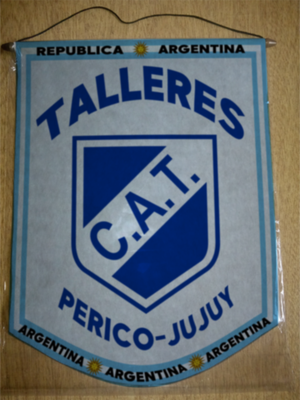 REPUBLICA ARGENTINA
TALLERES
C.A.T.
PERICO-JUJUY
ARGENTINA ARGENTINA ARGENTINA